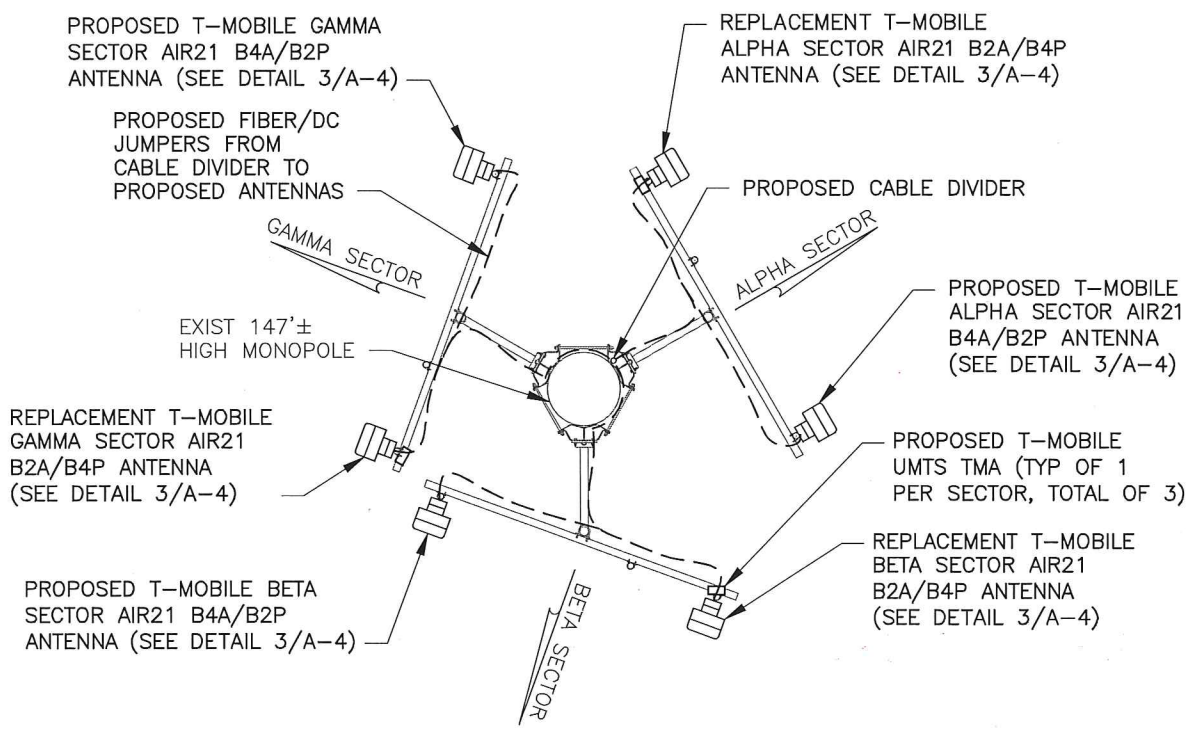 PROPOSED T-MOBILE GAMMA
SECTOR AIR21 B4A/B2P
ANTENNA (SEE DETAIL 3/A-4)
REPLACEMENT T-MOBILE
ALPHA SECTOR AIR21 B2A/B4P
ANTENNA (SEE DETAIL 3/A-4)
PROPOSED FIBER/DC
JUMPERS FROM
CABLE DIVIDER TO
PROPOSED ANTENNAS
PROPOSED CABLE DIVIDER
GAMMA SECTOR
ALPHA SECTOR
EXIST 147'±
HIGH MONOPOLE
PROPOSED T-MOBILE
ALPHA SECTOR AIR21
B4A/B2P ANTENNA
(SEE DETAIL 3/A-4)
REPLACEMENT T-MOBILE
GAMMA SECTOR AIR21
B2A/B4P ANTENNA
(SEE DETAIL 3/A-4)
PROPOSED T-MOBILE
UMTS TMA (TYP OF 1
PER SECTOR, TOTAL OF 3)
REPLACEMENT T-MOBILE
BETA SECTOR AIR21
B2A/B4P ANTENNA
(SEE DETAIL 3/A-4)
PROPOSED T-MOBILE BETA
SECTOR AIR21 B4A/B2P
ANTENNA (SEE DETAIL 3/A-4)
BETA SECTOR